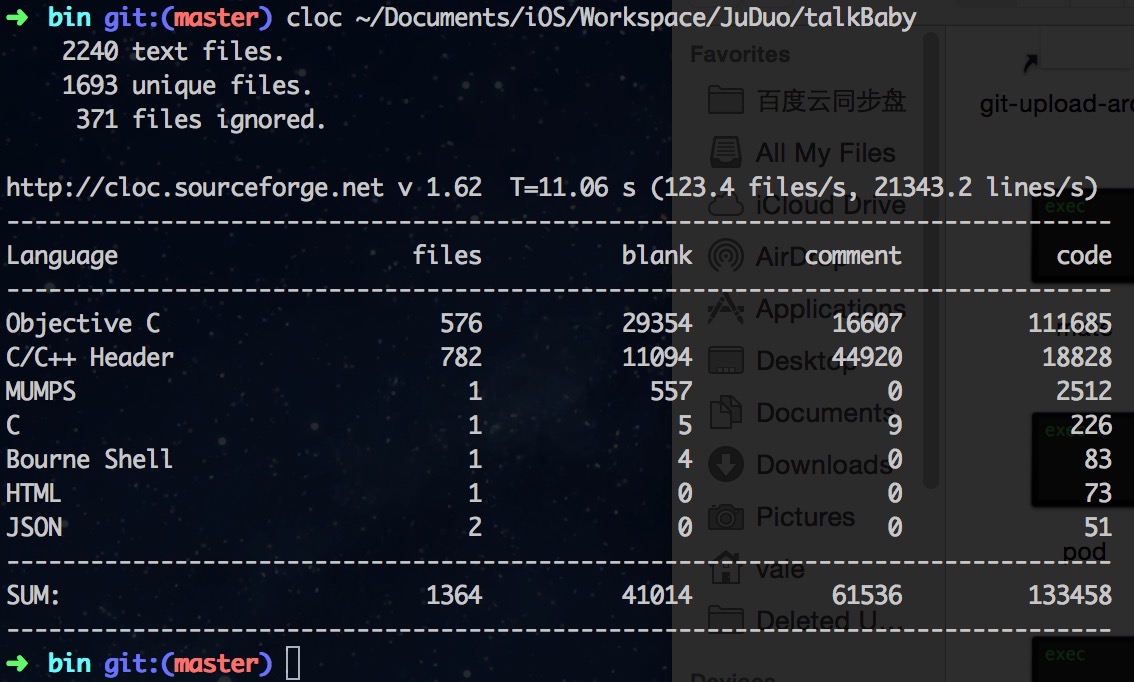 ➜ bin git:(master) cloc ~/Documents/iOS/Workspace/JuDuo/talkBaby
2240 text files.
1693 unique files.
371 files ignored.
http://cloc.sourceforge.net v 1.62 T=11.06 s (123.4 files/s, 21343.2 lines/s)
-------------------------------------------------------------------------------
Language files blank comment code
-------------------------------------------------------------------------------
Objective C 576 29354 16607 111685
C/C++ Header 782 11094 44920 18828
MUMPS 1 557 0 2512
C 1 5 9 226
Bourne Shell 1 4 0 83
HTML 1 0 0 73
JSON 2 0 0 51
-------------------------------------------------------------------------------
SUM: 1364 41014 61536 133458
-------------------------------------------------------------------------------
➜ bin git:(master)
Favorites
百度云同步盘
All My Files
iCloud Drive
AirDrop
Applications
Desktop
Documents
Downloads
Pictures
vale
Deleted U...
Devices
git-upload-arc
exec
exec
pod
exec